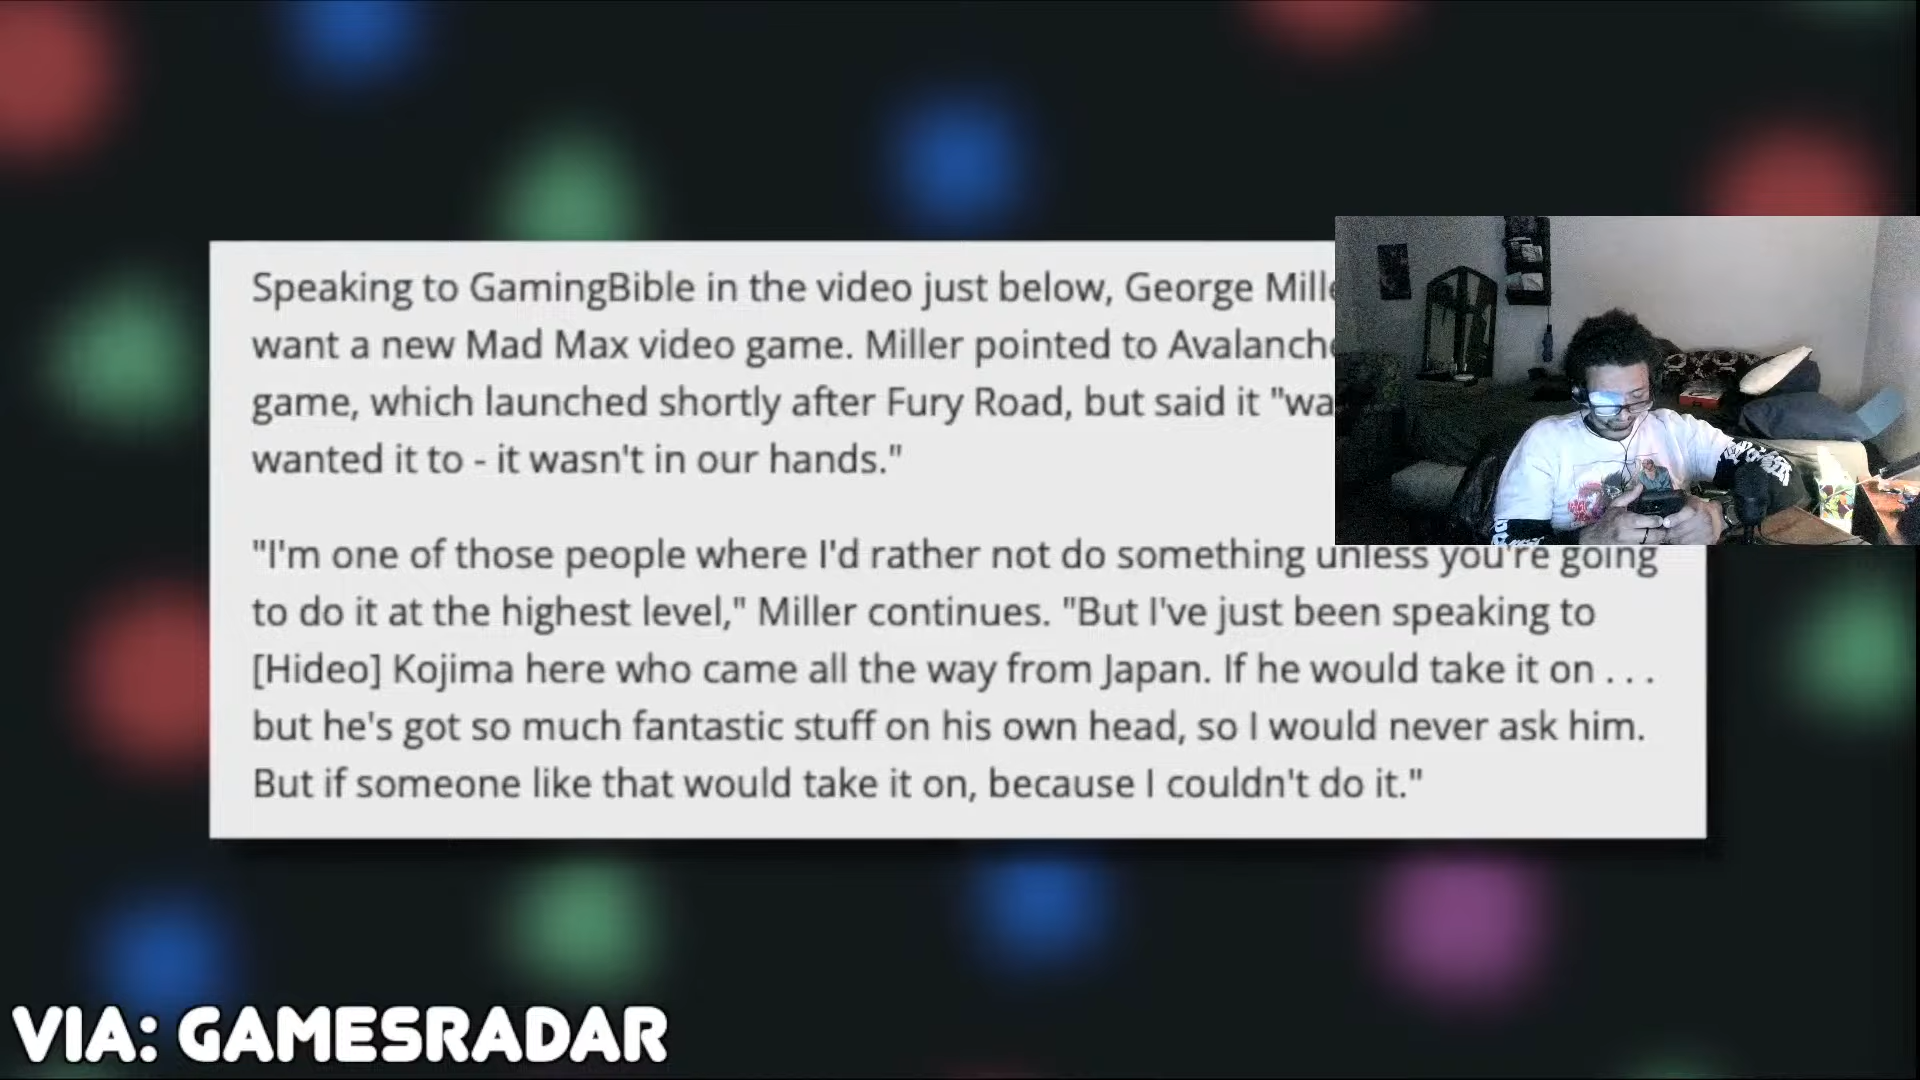 Speaking to GamingBible in the video just below, George
want a new Mad Max video game. Miller pointed to
game, which launched shortly after Fury Road, but said it
wanted it to - it wasn't in our hands."
"I'm one of those people where I'd rather not do something unless you're going
to do it at the highest level," Miller continues. "But I've just been speaking to
[Hideo] Kojima here who came all the way from Japan. If he would take it on . . .
but he's got so much fantastic stuff on his own head, so I would never ask him.
But if someone like that would take it on, because I couldn't do it."
VIA: GAMESRADAR